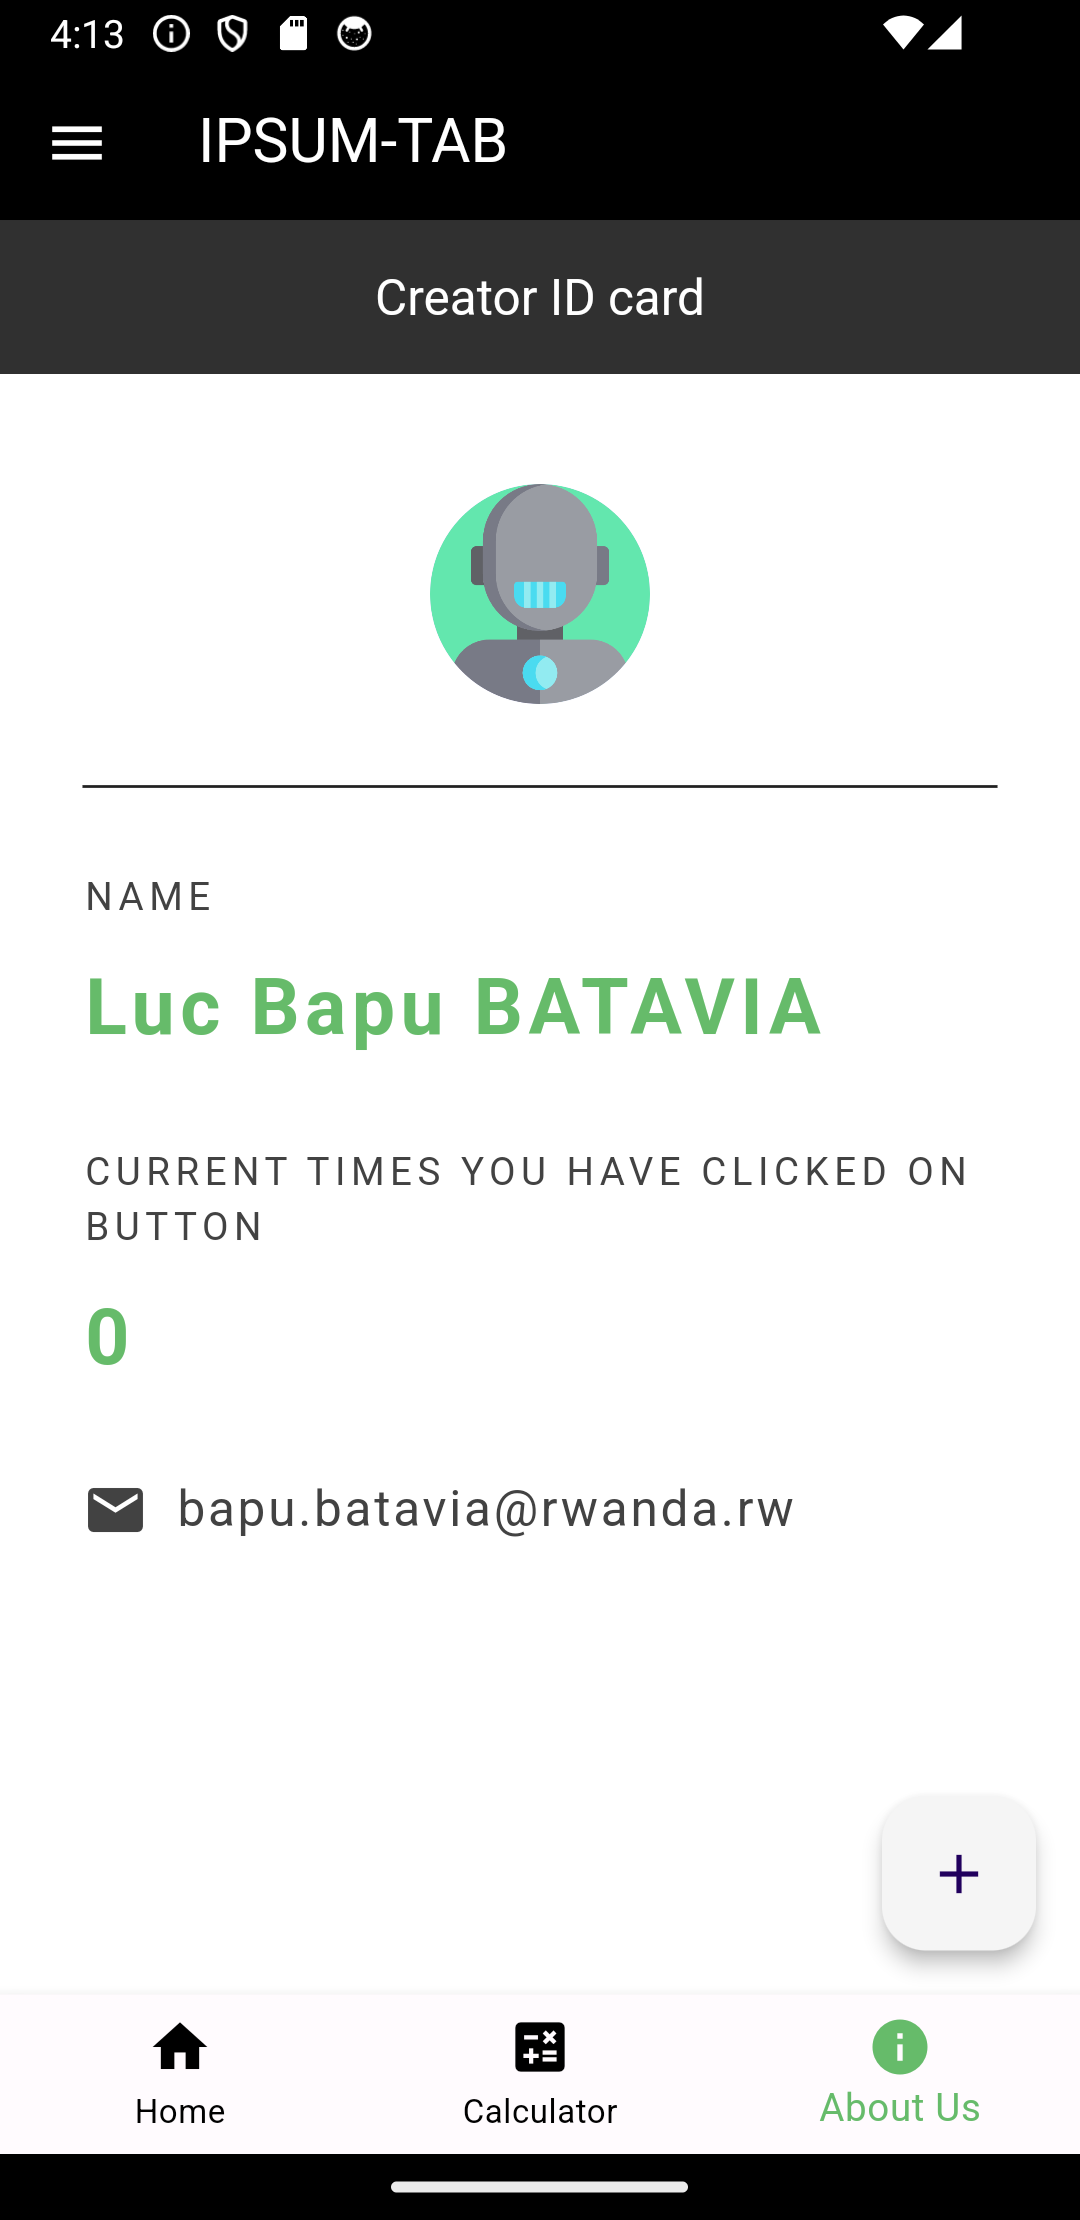 4:13
IPSUM-TAB
Creator ID card
NAME
Luc Bapu BATAVIA
CURRENT TIMES YOU HAVE CLICKED ON
BUTTON
0
bapu.batavia@rwanda.rw
Home
Calculator
About Us